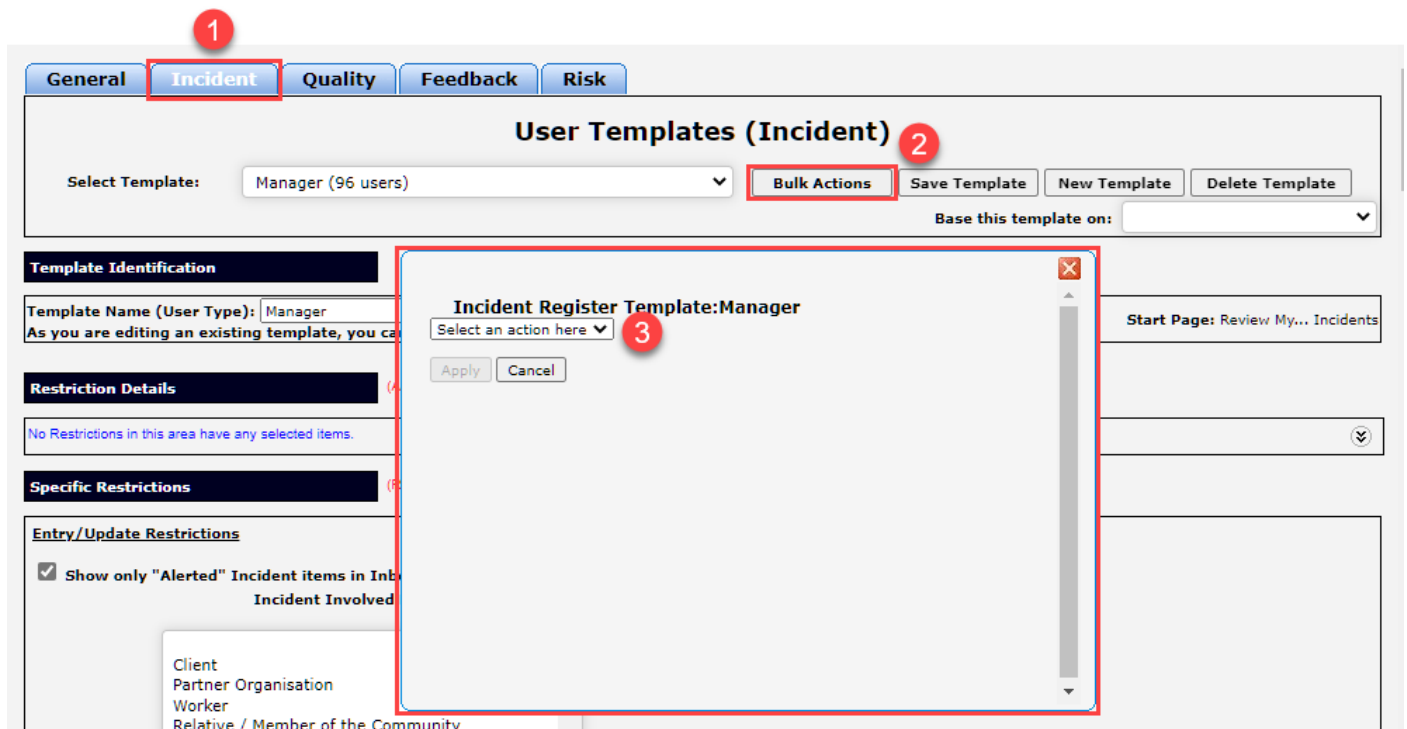 1
General Incident Quality Feedback Risk
User Templates (Incident)
2
Select Template: Manager (96 users) Bulk Actions Save Template New Template Delete Template
Base this template on:
Template Identification
Incident Register Template:Manager
Template Name (User Type): Manager
Start Page: Review My... Incidents
As you are editing an existing template, you ca
Select an action here 3
Apply Cancel
Restriction Details
No Restrictions in this area have any selected items.
Specific Restrictions
Entry/Update Restrictions
Show only "Alerted" Incident items in Inb
Incident Involved
Client
Partner Organisation
Worker
Relative / Member of the Community